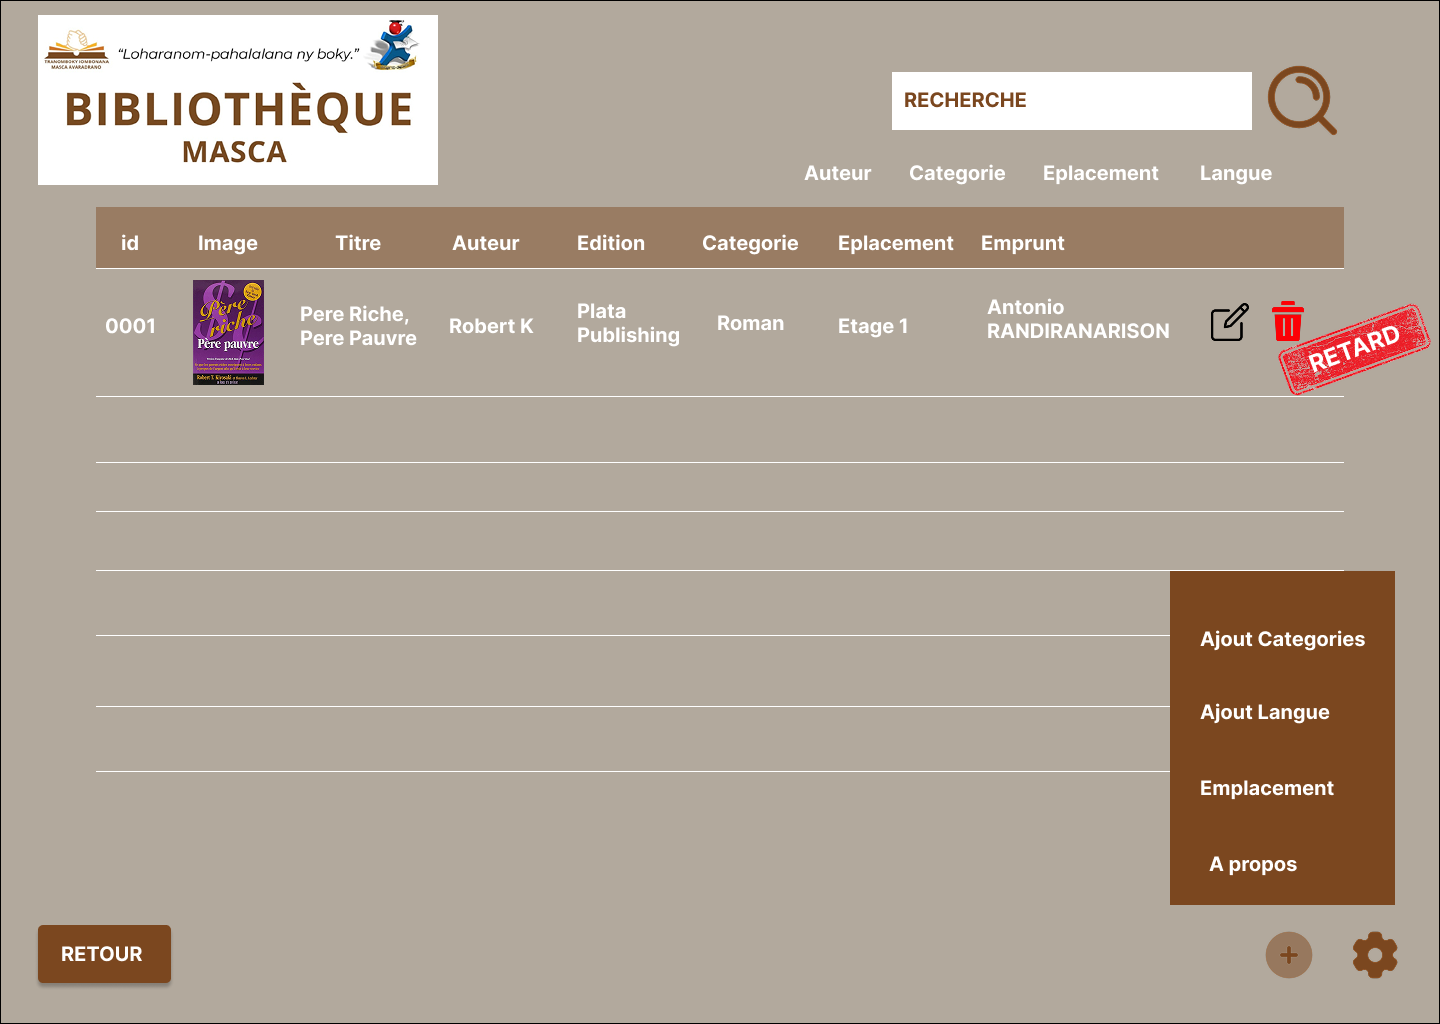 “Loharanom-pahalalana ny boky.”
TRANOMBOKY IOMBONANA
MASCA AVARADRANO
BIBLIOTHÈQUE
MASCA
RECHERCHE
Auteur Categorie Eplacement Langue
id Image Titre Auteur Edition Categorie Eplacement Emprunt
0001
Père
riche
Père pauvre
Robert T. Kiyosaki
Pere Riche,
Pere Pauvre
Robert K
Plata
Publishing
Roman
Etage 1
Antonio
RANDIRANARISON
RETARD
Ajout Categories
Ajout Langue
Emplacement
A propos
RETOUR